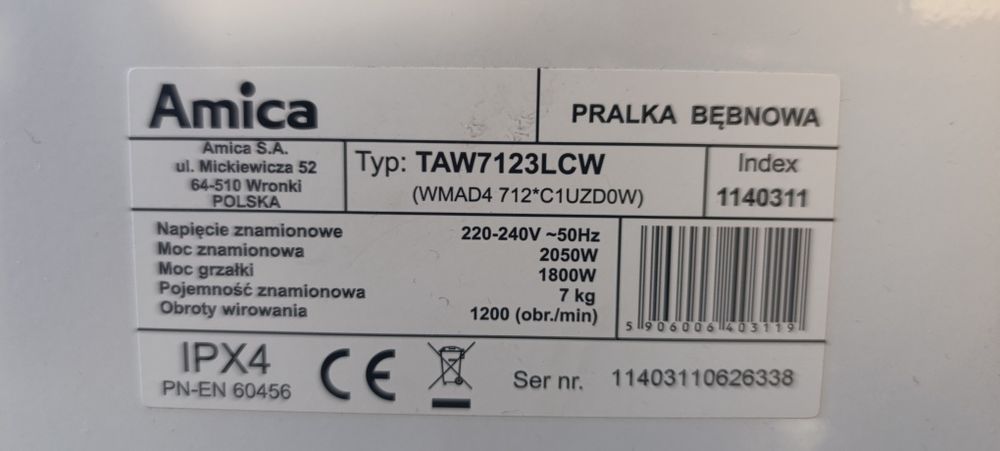 Amica
PRALKA BĘBNOWA
Amica S.A.
ul. Mickiewicza 52
64-510 Wronki
POLSKA
Typ: TAW7123LCW
(WMAD4 712*C1UZD0W)
Index
1140311
Napięcie znamionowe 220-240V ~50Hz
Moc znamionowa 2050W
Moc grzałki 1800W
Pojemność znamionowa 7 kg
Obroty wirowania 1200 (obr./min)
5 906006 403119
IPX4
PN-EN 60456
CE
Ser nr. 11403110626338